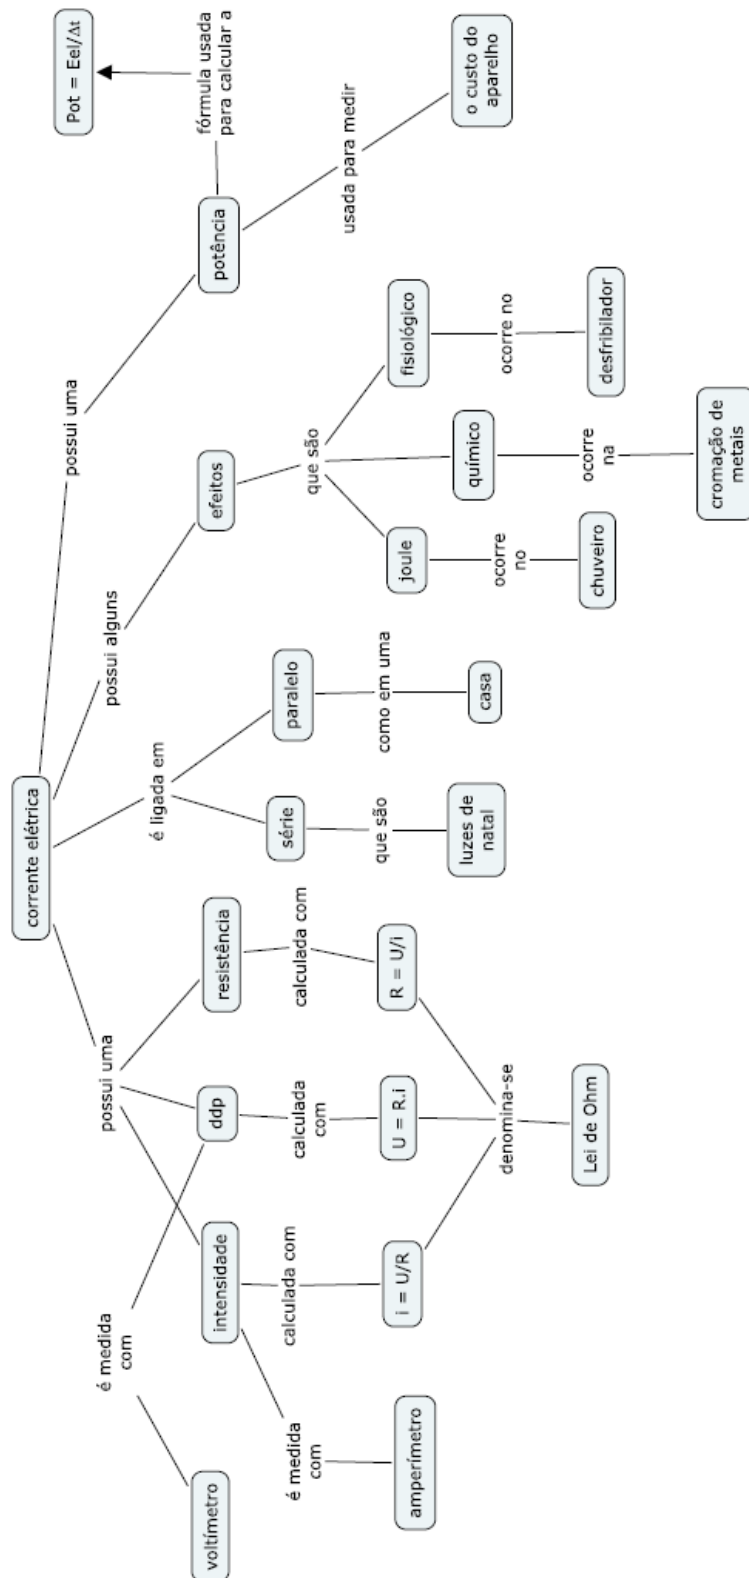 corrente elétrica
possui uma
possui alguns
é ligada em
possui uma
é medida
com
voltímetro
intensidade
ddp
resistência
efeitos
potência
fórmula usada
para calcular a
Pot = Eel/Δt
é medida
com
amperímetro
calculada com
calculada
com
calculada com
i = U/R
U = R.i
R = U/i
denomina-se
Lei de Ohm
série
paralelo
que são
como em uma
luzes de
natal
casa
que são
joule
químico
fisiológico
ocorre
no
ocorre
na
ocorre no
chuveiro
cromação de
metais
desfribilador
usada para medir
o custo do
aparelho